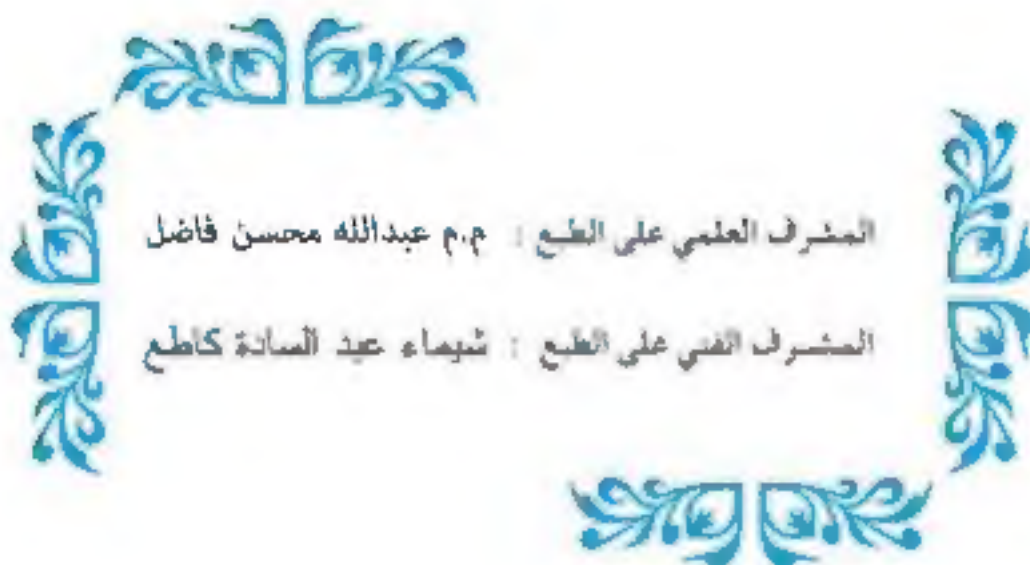 المشرف العلمي على الطبع : م.م عبدالله محسن فاضل
المشرف الفني على الطبع : شيماء عبد السادة كاطع